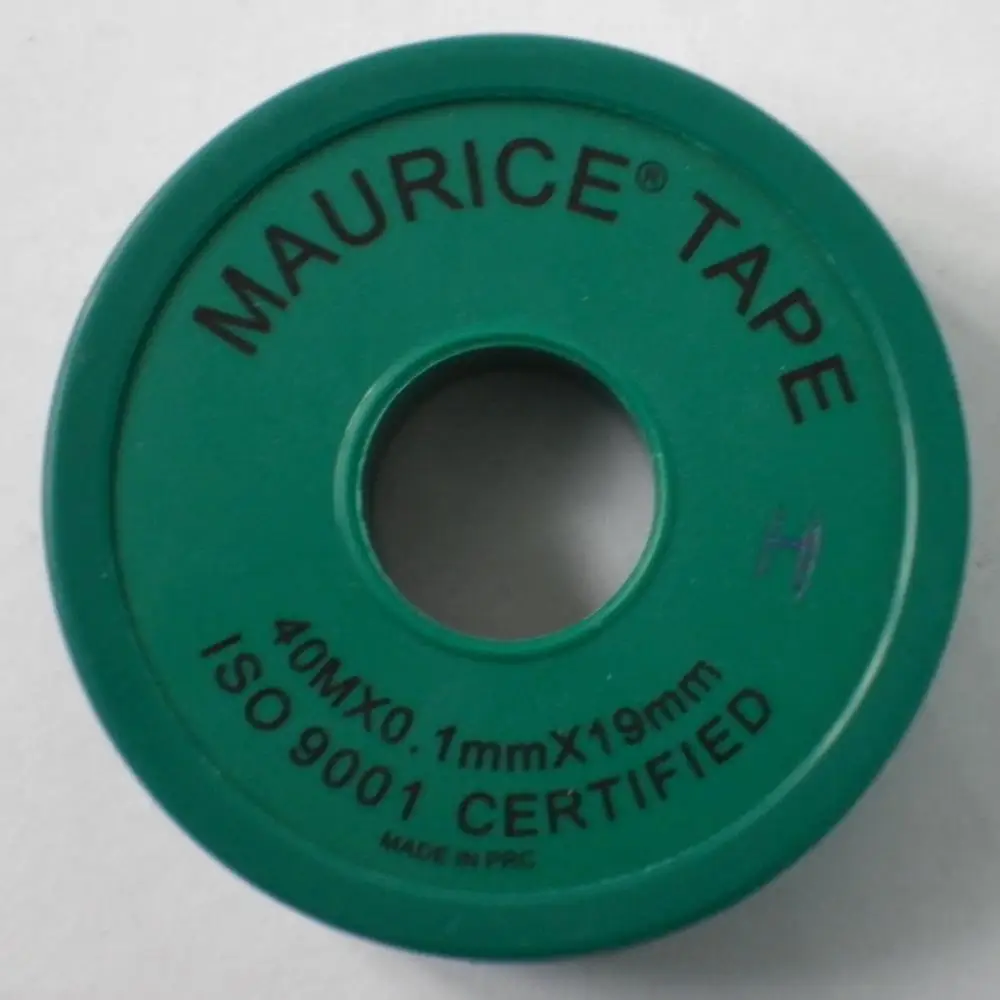 MAURICE® TAPE
H
40MX0.1mmX19mm
ISO 9001 CERTIFIED
MADE IN PRC